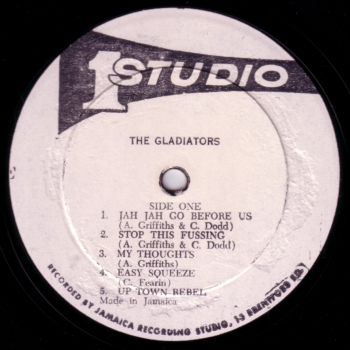 1 STUDIO
THE GLADIATORS
SIDE ONE
1. JAH JAH GO BEFORE US
(A. Griffiths & C. Dodd)
2. STOP THIS FUSSING
(A. Griffiths & C. Dodd)
3. MY THOUGHTS
(A. Griffiths)
4. EASY SQUEEZE
(C. Fearin)
5. UP TOWN REBEL
Made in Jamaica
RECORDED BY JAMAICA RECORDING STUDIO, 13 BRENTFORD RD.